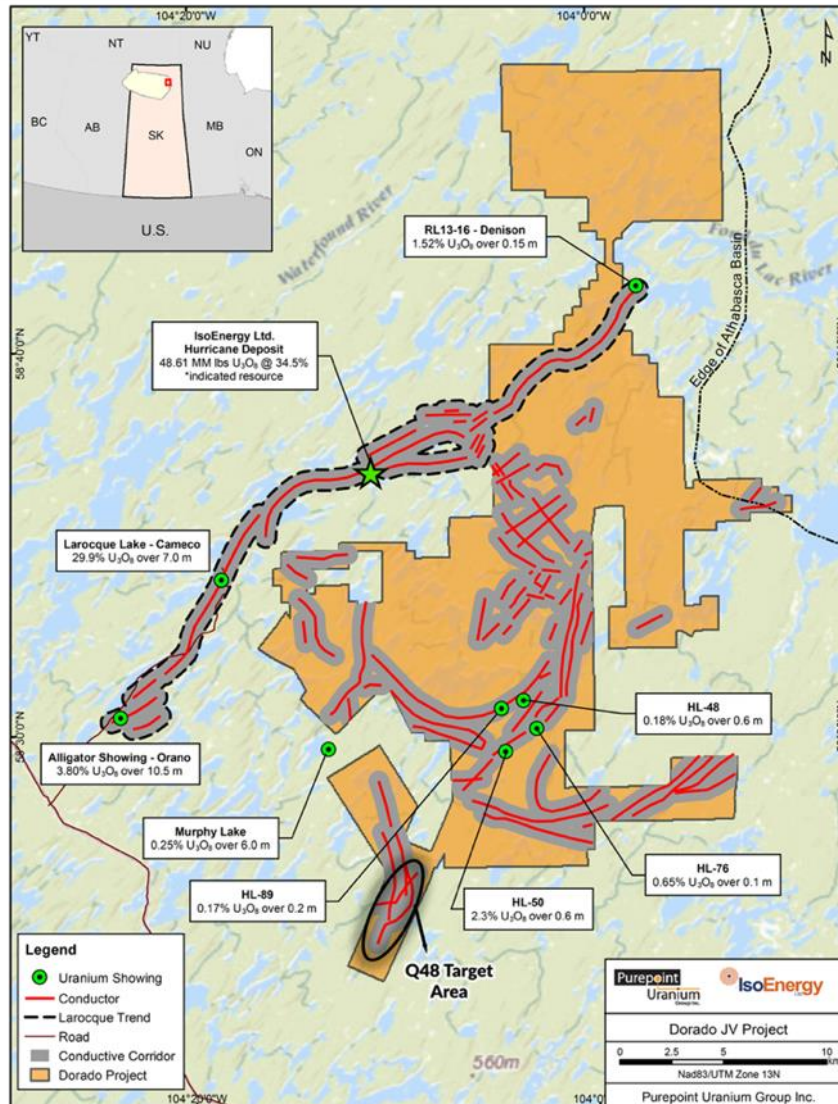 104°20'W
104°0'W
YT
NT
NU
BC
AB
SK
MB
ON
U.S.
N
Waterfound River
Fond du Lac River
Edge of Athabasca Basin
RL13-16 - Denison
1.52% U₃O₈ over 0.15 m
IsoEnergy Ltd.
Hurricane Deposit
48.61 MM lbs U₃O₈ @ 34.5%
*indicated resource
58°40'N
Larocque Lake - Cameco
29.9% U₃O₈ over 7.0 m
58°30'N
Alligator Showing - Orano
3.80% U₃O₈ over 10.5 m
HL-48
0.18% U₃O₈ over 0.6 m
Murphy Lake
0.25% U₃O₈ over 6.0 m
HL-76
0.65% U₃O₈ over 0.1 m
HL-89
0.17% U₃O₈ over 0.2 m
HL-50
2.3% U₃O₈ over 0.6 m
Q48 Target
Area
560m
Legend
Uranium Showing
Conductor
Larocque Trend
Road
Conductive Corridor
Dorado Project
Purepoint
Uranium
Group Inc.
IsoEnergy
Dorado JV Project
0 2.5 5 10
km
Nad83/UTM Zone 13N
Purepoint Uranium Group Inc.
104°20'W
104°0'W